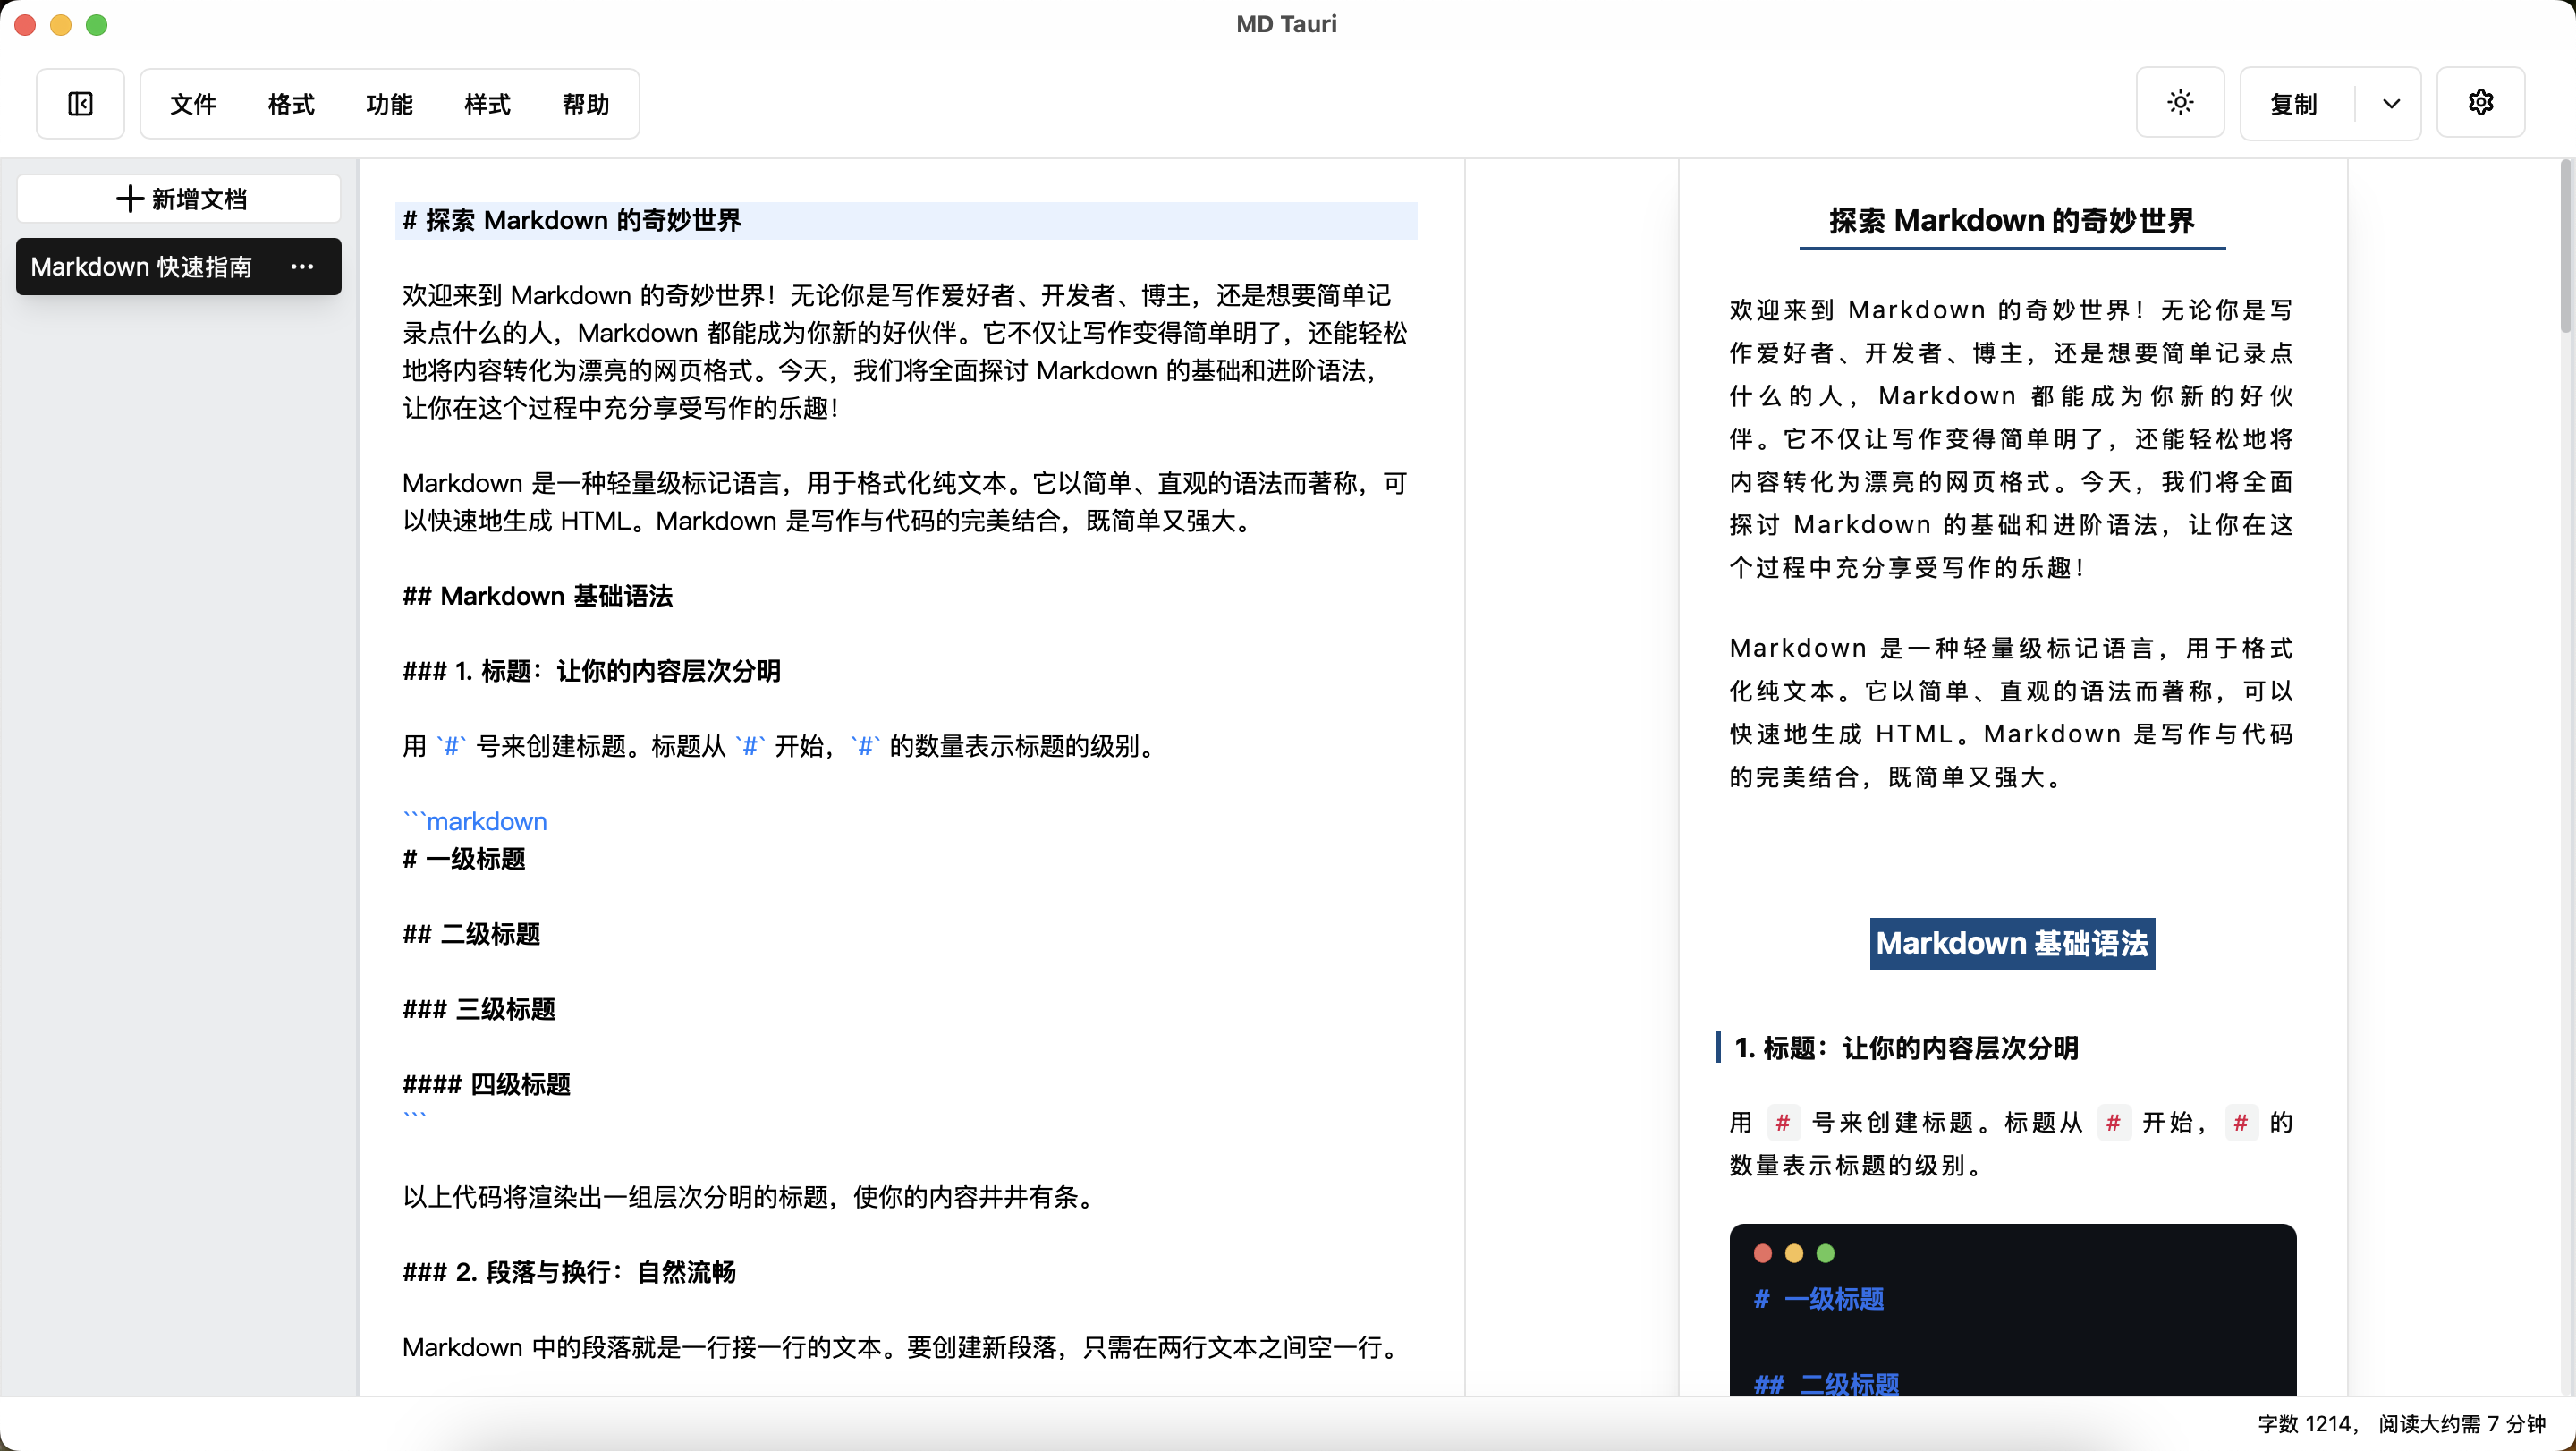 MD Tauri
文件 格式 功能 样式 帮助
复制
新增文档
Markdown 快速指南 ···
# 探索 Markdown 的奇妙世界
欢迎来到 Markdown 的奇妙世界！无论你是写作爱好者、开发者、博主，还是想要简单记
录点什么的人，Markdown 都能成为你新的好伙伴。它不仅让写作变得简单明了，还能轻松
地将内容转化为漂亮的网页格式。今天，我们将全面探讨 Markdown 的基础和进阶语法，
让你在这个过程中充分享受写作的乐趣！
Markdown 是一种轻量级标记语言，用于格式化纯文本。它以简单、直观的语法而著称，可
以快速地生成 HTML。Markdown 是写作与代码的完美结合，既简单又强大。
## Markdown 基础语法
### 1. 标题：让你的内容层次分明
用 `#` 号来创建标题。标题从 `#` 开始，`#` 的数量表示标题的级别。
```markdown
# 一级标题
## 二级标题
### 三级标题
#### 四级标题
```
以上代码将渲染出一组层次分明的标题，使你的内容井井有条。
### 2. 段落与换行：自然流畅
Markdown 中的段落就是一行接一行的文本。要创建新段落，只需在两行文本之间空一行。
探索 Markdown 的奇妙世界
欢迎来到 Markdown 的奇妙世界！无论你是写
作爱好者、开发者、博主，还是想要简单记录点
什么的人，Markdown 都能成为你新的好伙
伴。它不仅让写作变得简单明了，还能轻松地将
内容转化为漂亮的网页格式。今天，我们将全面
探讨 Markdown 的基础和进阶语法，让你在这
个过程中充分享受写作的乐趣！
Markdown 是一种轻量级标记语言，用于格式
化纯文本。它以简单、直观的语法而著称，可以
快速地生成 HTML。Markdown 是写作与代码
的完美结合，既简单又强大。
Markdown 基础语法
1. 标题：让你的内容层次分明
用 # 号来创建标题。标题从 # 开始，# 的
数量表示标题的级别。
# 一级标题
## 二级标题
字数 1214， 阅读大约需 7 分钟